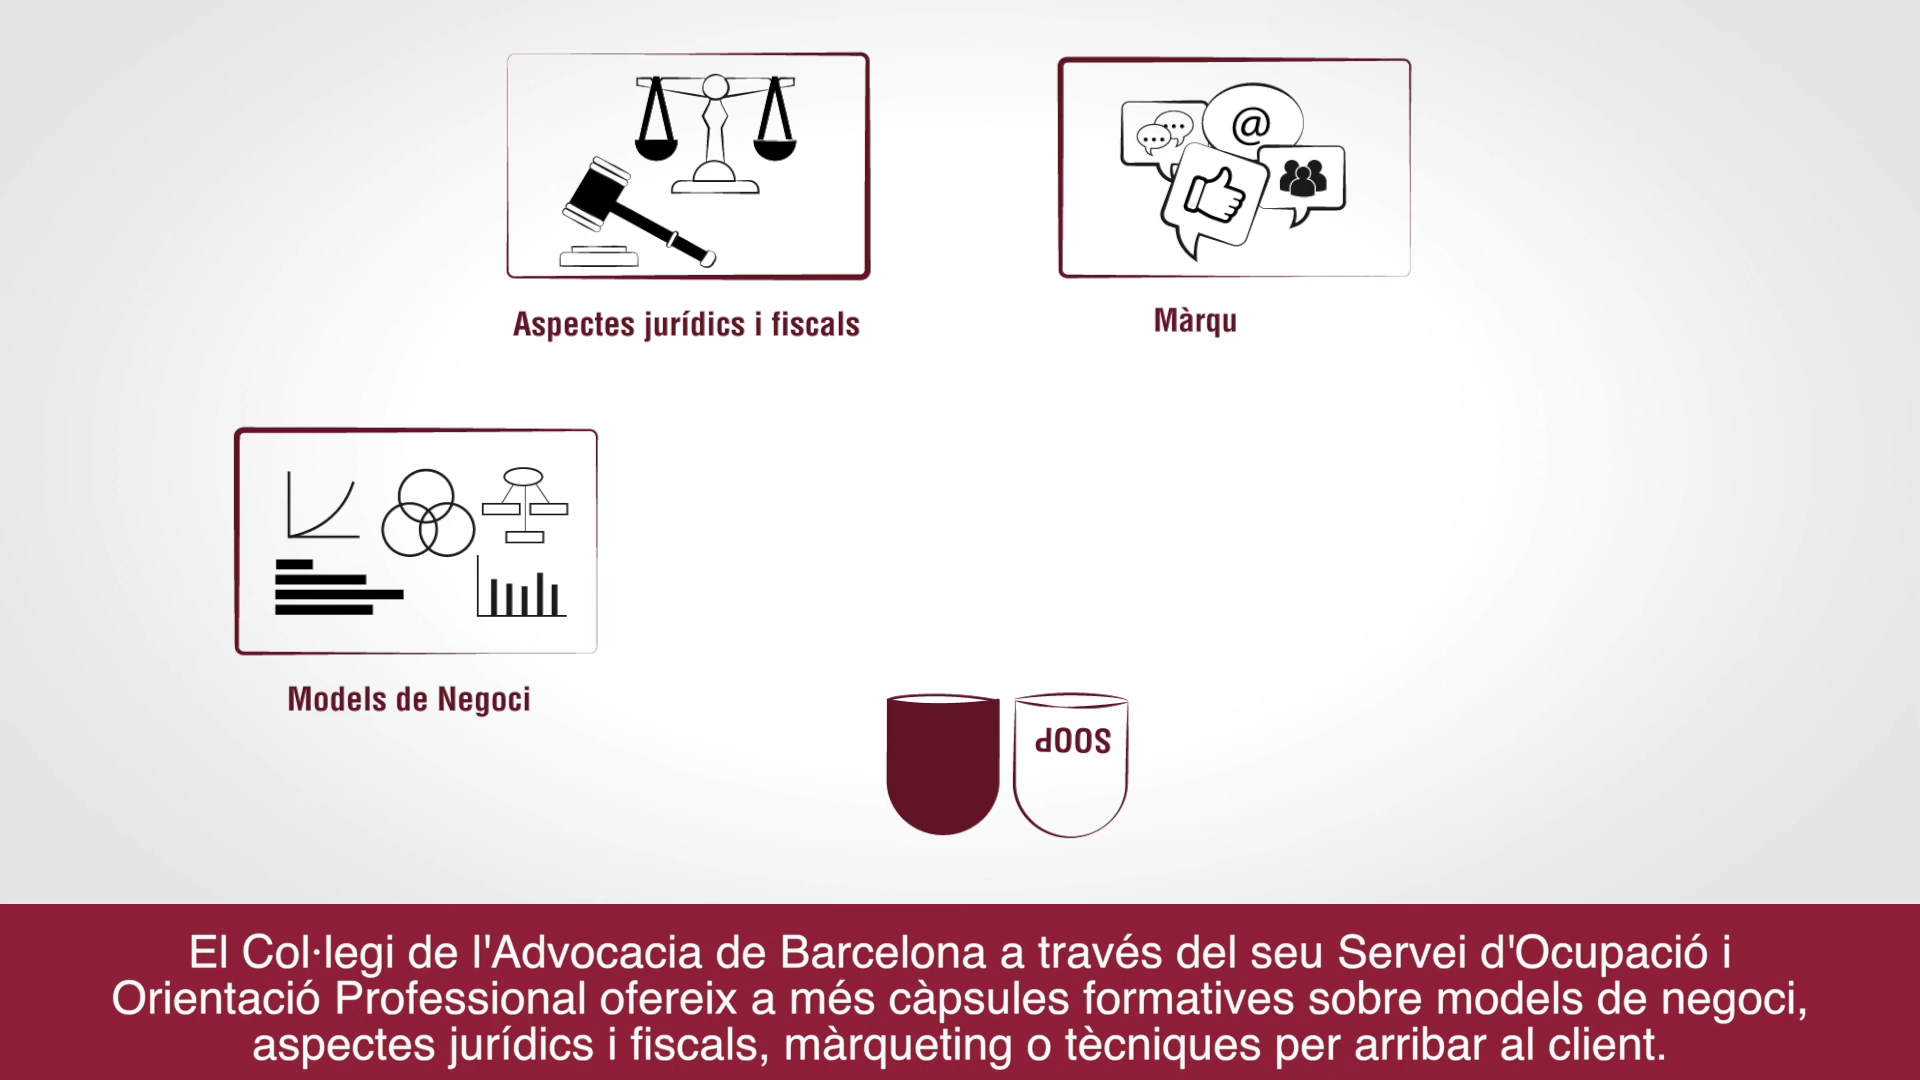 @
Aspectes jurídics i fiscals
Màrqu
Models de Negoci
SOOP
El Col·legi de l'Advocacia de Barcelona a través del seu Servei d'Ocupació i
Orientació Professional ofereix a més càpsules formatives sobre models de negoci,
aspectes jurídics i fiscals, màrqueting o tècniques per arribar al client.